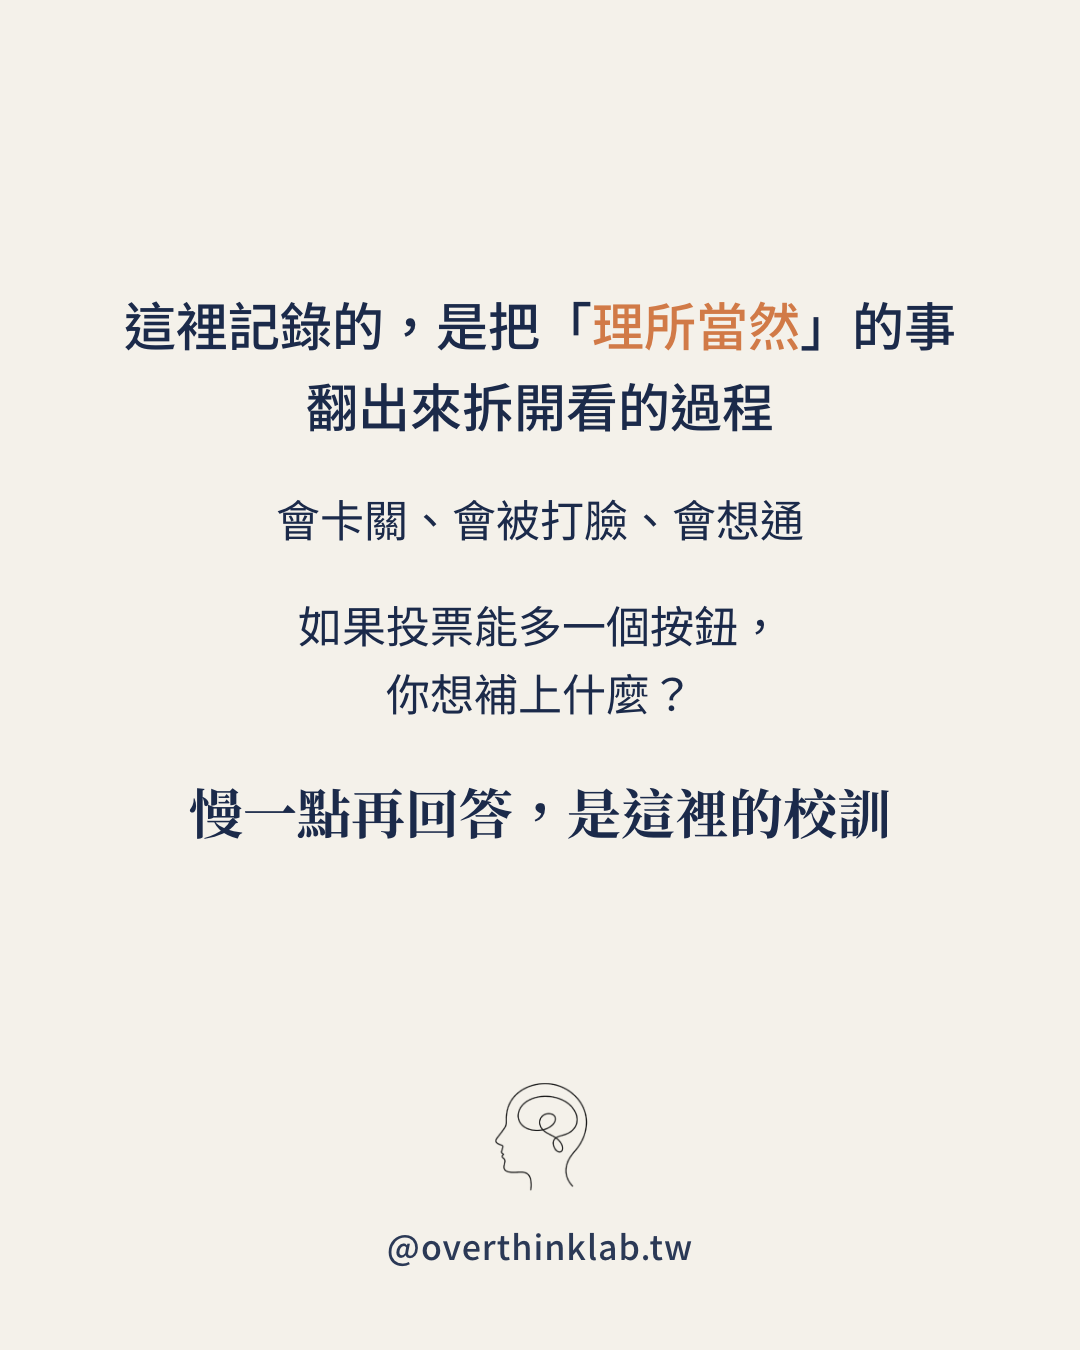 這裡記錄的，是把「理所當然」的事
翻出來拆開看的過程
會卡關、會被打臉、會想通
如果投票能多一個按鈕，
你想補上什麼？
慢一點再回答，是這裡的校訓
@overthinklab.tw